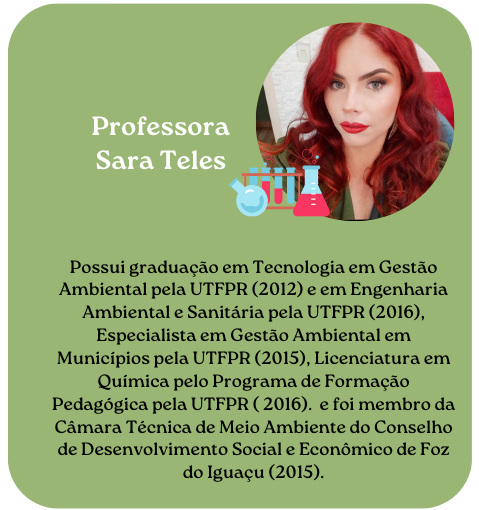 Professora
Sara Teles
Possui graduação em Tecnologia em Gestão
Ambiental pela UTFPR (2012) e em Engenharia
Ambiental e Sanitária pela UTFPR (2016),
Especialista em Gestão Ambiental em
Municípios pela UTFPR (2015), Licenciatura em
Química pelo Programa de Formação
Pedagógica pela UTFPR ( 2016).  e foi membro da
Câmara Técnica de Meio Ambiente do Conselho
de Desenvolvimento Social e Econômico de Foz
do Iguaçu (2015).